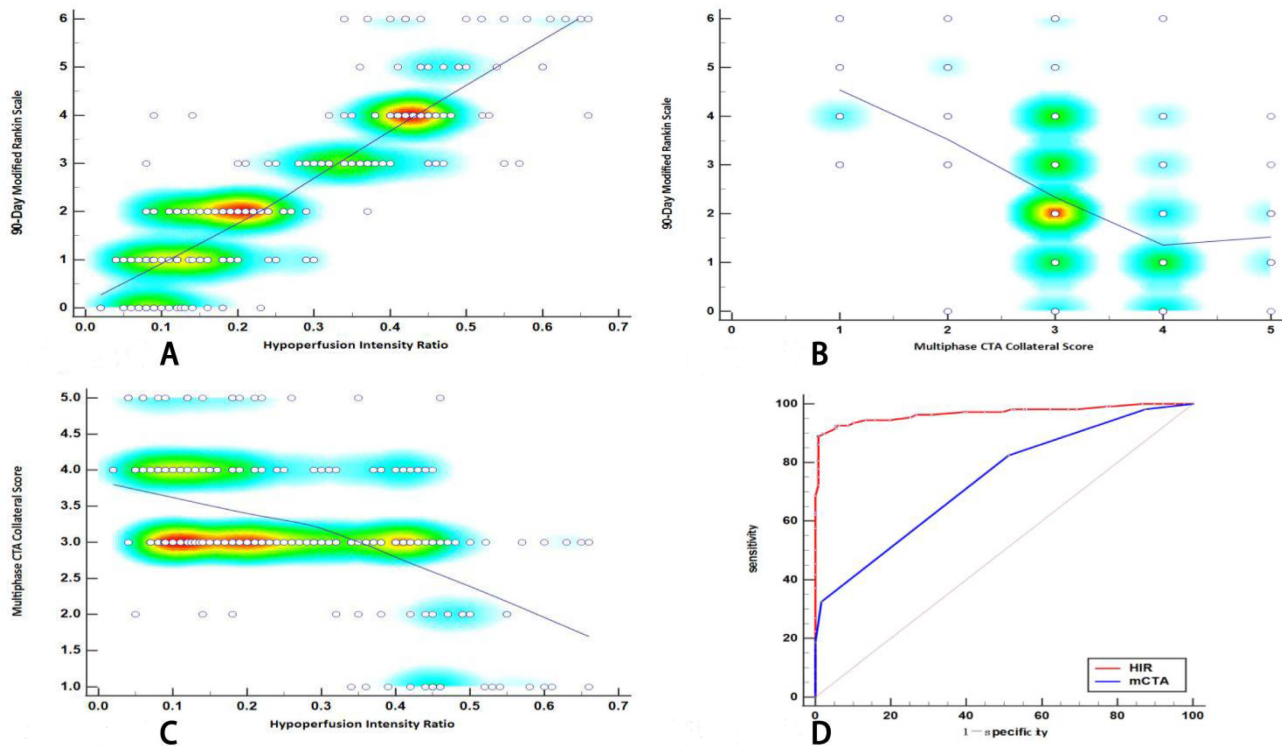 6
5
4
3
2
1
0
90-Day Modified Rankin Scale
0.0 0.1 0.2 0.3 0.4 0.5 0.6 0.7
Hypoperfusion Intensity Ratio
A
6
5
4
3
2
1
0
90-Day Modified Rankin Scale
0 1 2 3 4 5
Multiphase CTA Collateral Score
B
5.0
4.5
4.0
3.5
3.0
2.5
2.0
1.5
1.0
Multiphase CTA Collateral Score
0.0 0.1 0.2 0.3 0.4 0.5 0.6 0.7
Hypoperfusion Intensity Ratio
C
100
80
60
40
20
0
sensitivity
HIR
mCTA
0 20 40 60 80 100
1-specificity
D